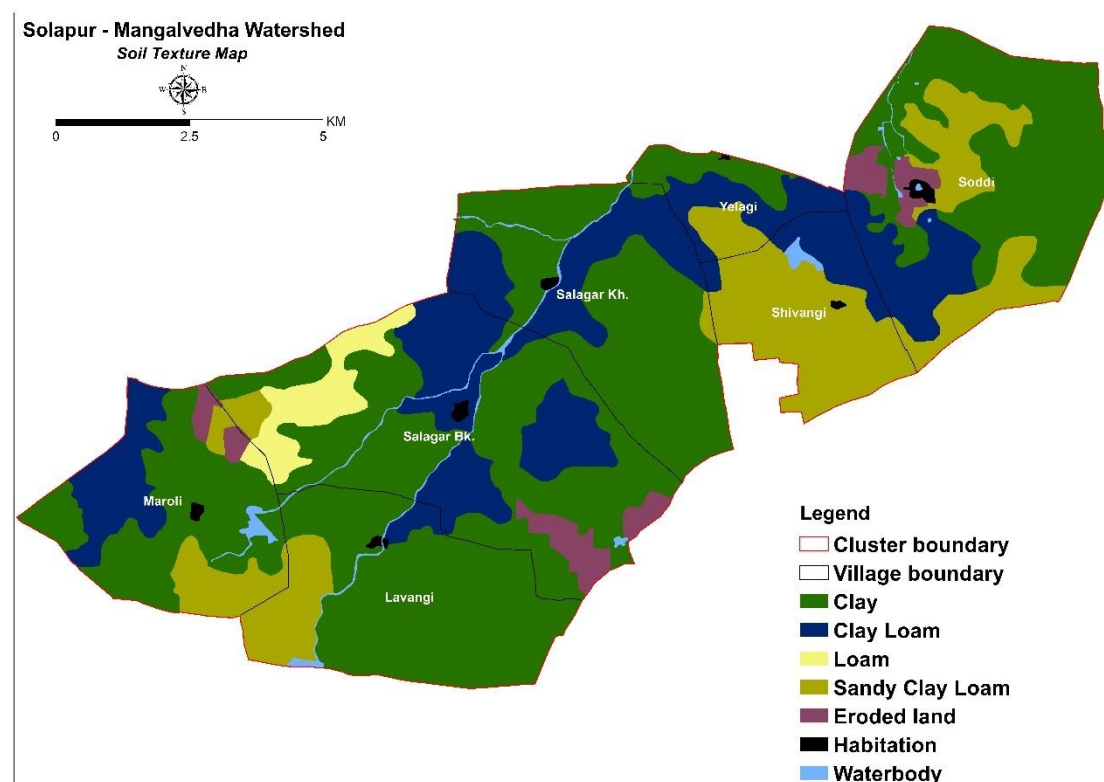 Solapur - Mangalvedha Watershed
Soil Texture Map
N
W E
S
KM
0 2.5 5
Soddi
Yelagi
Salagar Kh.
Shivangi
Salagar Bk.
Maroli
Lavangi
Legend
Cluster boundary
Village boundary
Clay
Clay Loam
Loam
Sandy Clay Loam
Eroded land
Habitation
Waterbody